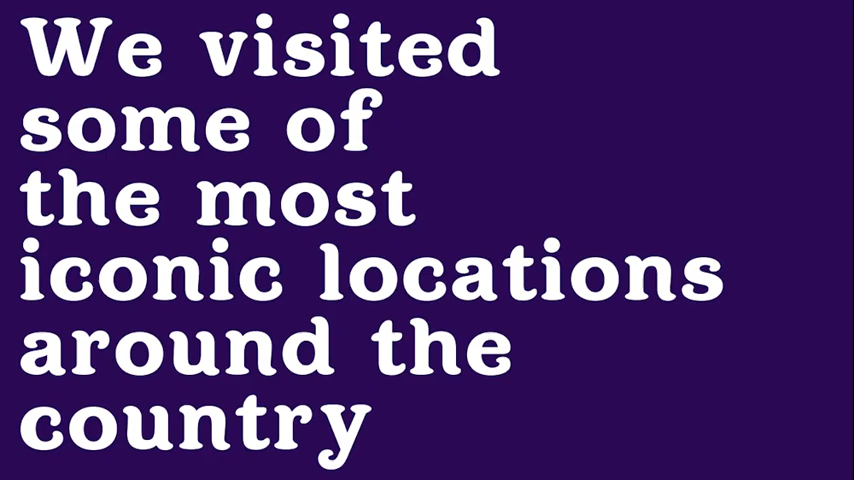 We visited
some of
the most
iconic locations
around the
country